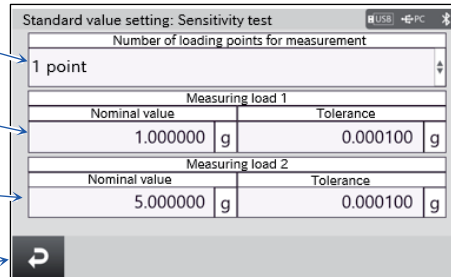 Standard value setting: Sensitivity test USB PC
Number of loading points for measurement
1 point
Measuring load 1
Nominal value Tolerance
1.000000 g 0.000100 g
Measuring load 2
Nominal value Tolerance
5.000000 g 0.000100 g